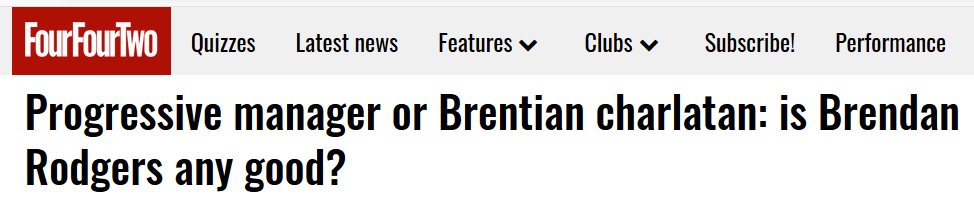 FourFourTwo Quizzes Latest news Features Clubs Subscribe! Performance
Progressive manager or Brentian charlatan: is Brendan
Rodgers any good?